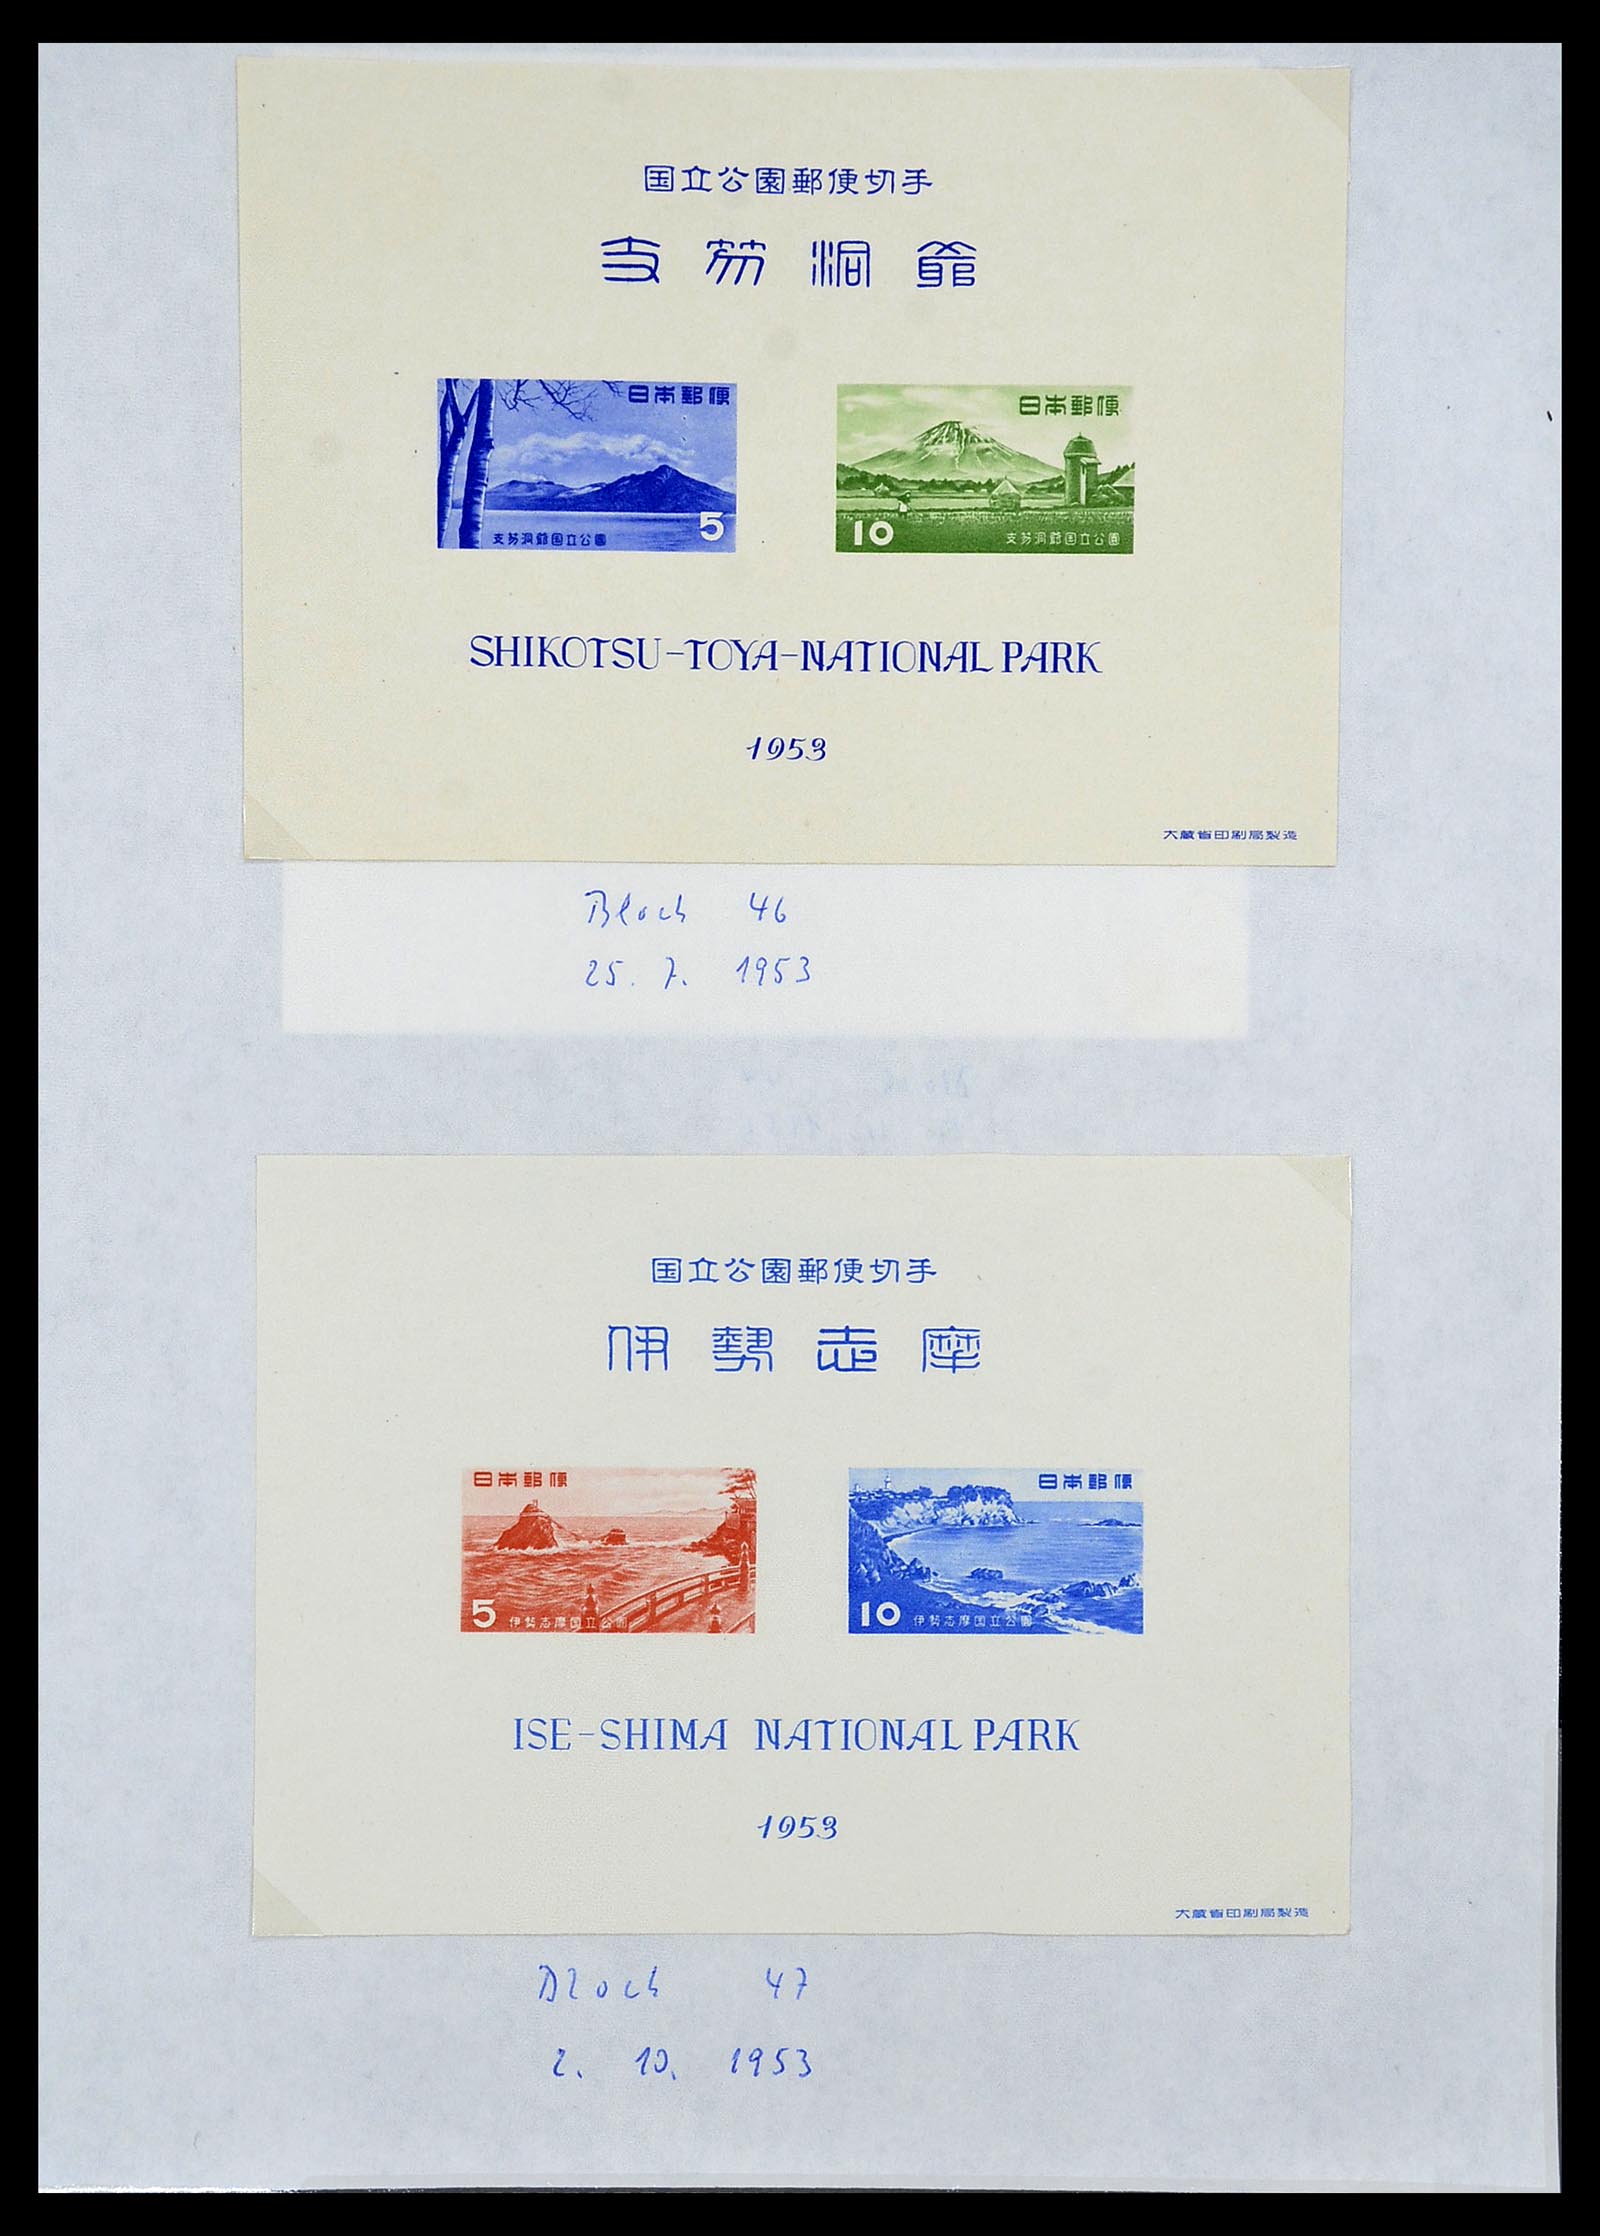 国立公園郵便切手
支笏洞爺
日本郵便
5
支笏洞爺国立公園
日本郵便
10
支笏洞爺国立公園
SHIKOTSU-TOYA-NATIONAL PARK
1953
大蔵省印刷局製造
Block 46
25. 7. 1953
国立公園郵便切手
伊勢志摩
日本郵便
5 伊勢志摩国立公園
日本郵便
10 伊勢志摩国立公園
ISE-SHIMA NATIONAL PARK
1953
大蔵省印刷局製造
Block 47
2. 10. 1953